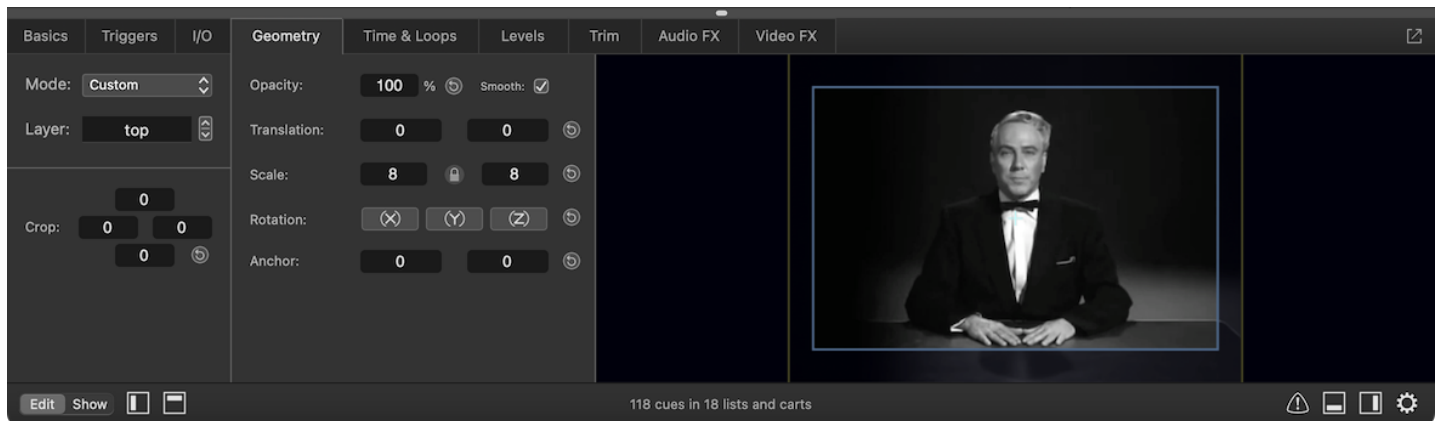 Basics Triggers I/O Geometry Time & Loops Levels Trim Audio FX Video FX
Mode: Custom
Layer: top
Crop: 0
0 0
0
Opacity: 100 % Smooth:
Translation: 0 0
Scale: 8 8
Rotation: (X) (Y) (Z)
Anchor: 0 0
Edit Show 118 cues in 18 lists and carts